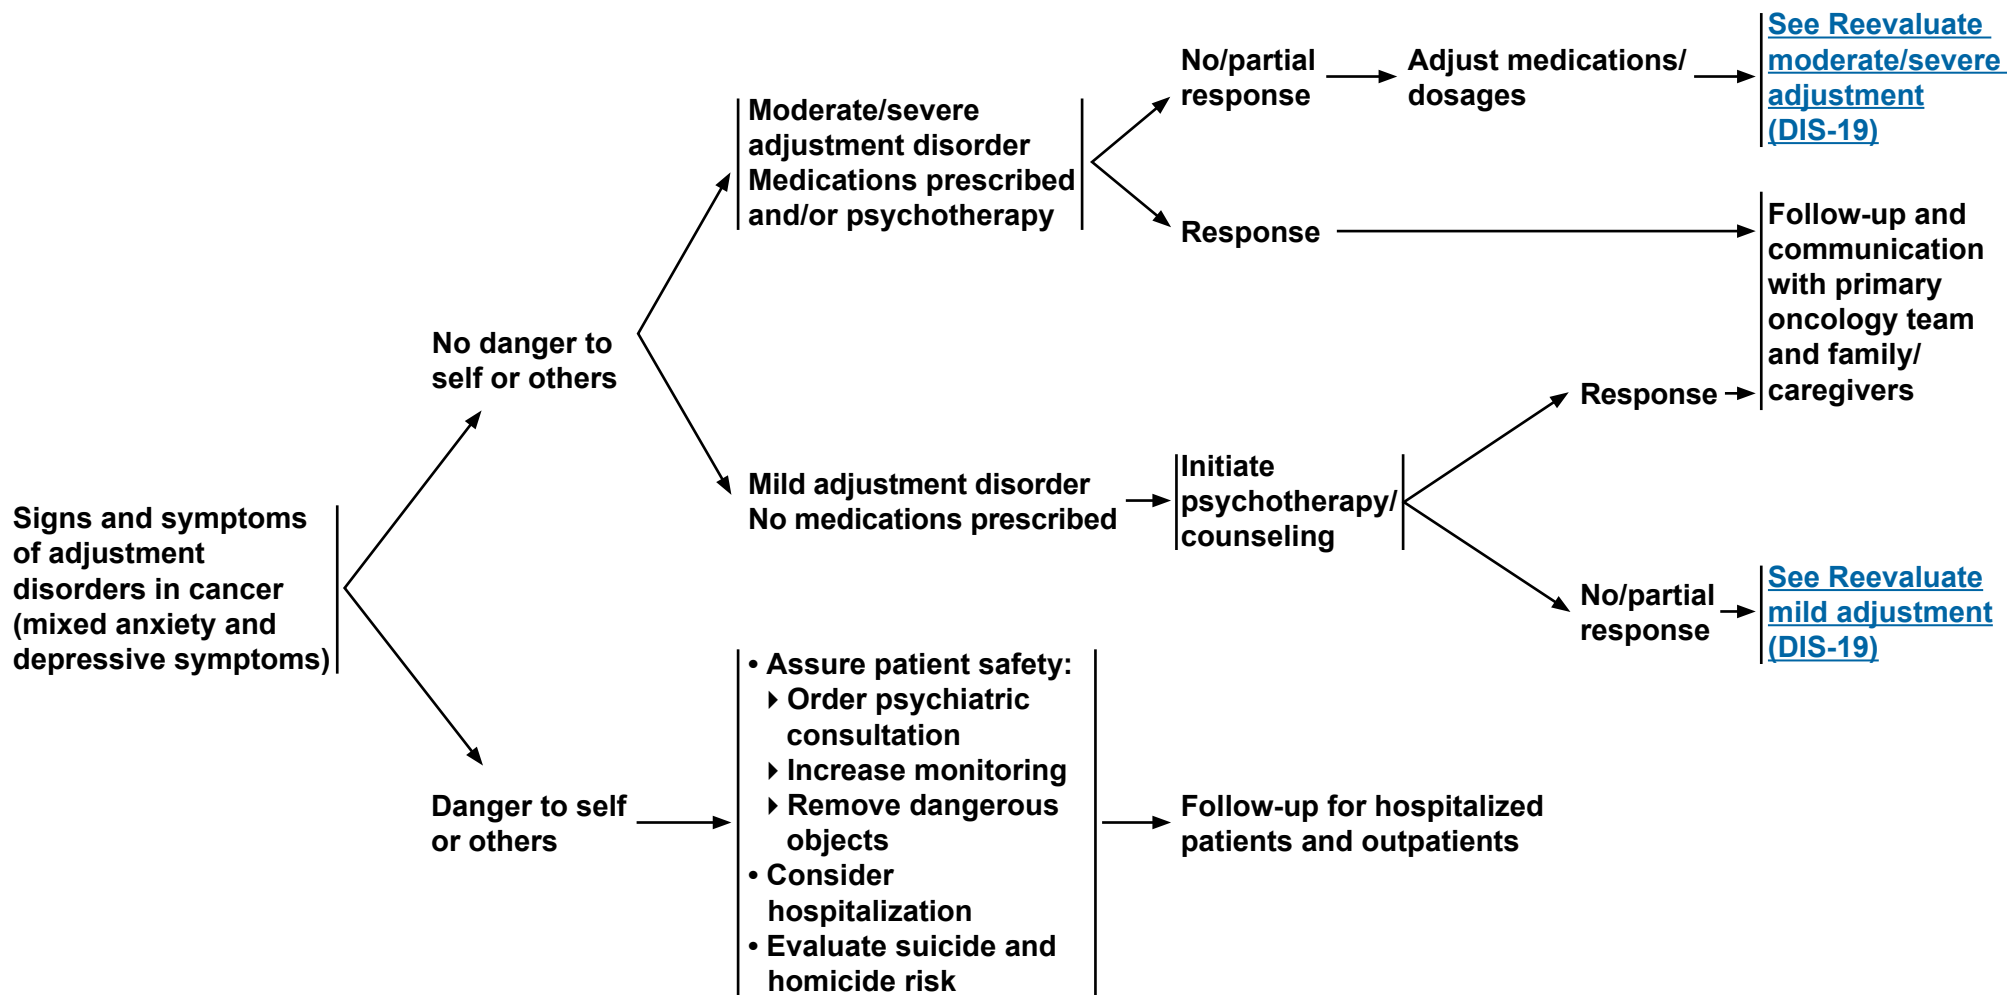 Signs and symptoms
of adjustment
disorders in cancer
(mixed anxiety and
depressive symptoms)
No danger to
self or others
Moderate/severe
adjustment disorder
Medications prescribed
and/or psychotherapy
No/partial
response
Adjust medications/
dosages
See Reevaluate
moderate/severe
adjustment
(DIS-19)
Response
Follow-up and
communication
with primary
oncology team
and family/
caregivers
Mild adjustment disorder
No medications prescribed
Initiate
psychotherapy/
counseling
Response
No/partial
response
See Reevaluate
mild adjustment
(DIS-19)
Danger to self
or others
• Assure patient safety:
Order psychiatric
consultation
Increase monitoring
Remove dangerous
objects
• Consider
hospitalization
• Evaluate suicide and
homicide risk
Follow-up for hospitalized
patients and outpatients